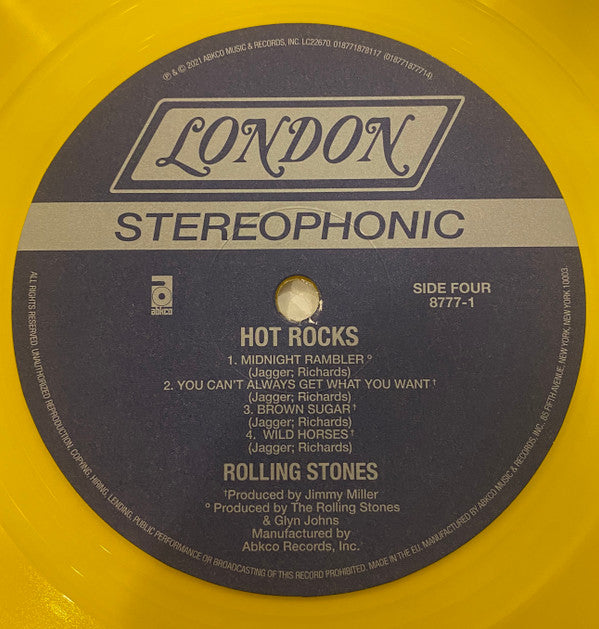 ℗ & © 2021 ABKCO MUSIC & RECORDS, INC. LC22670. 018771878117 (018771877714)
LONDON
STEREOPHONIC
abkco
SIDE FOUR
8777-1
HOT ROCKS
1. MIDNIGHT RAMBLER º
(Jagger; Richards)
2. YOU CAN'T ALWAYS GET WHAT YOU WANT †
(Jagger; Richards)
3. BROWN SUGAR †
(Jagger; Richards)
4. WILD HORSES †
(Jagger; Richards)
ROLLING STONES
†Produced by Jimmy Miller
º Produced by The Rolling Stones
& Glyn Johns
Manufactured by
Abkco Records, Inc.
ALL RIGHTS RESERVED. UNAUTHORIZED REPRODUCTION, COPYING, HIRING, LENDING, PUBLIC PERFORMANCE OR BROADCASTING OF THIS RECORD PROHIBITED. MADE IN THE EU. MANUFACTURED BY ABKCO MUSIC & RECORDS, INC., 85 FIFTH AVENUE, NEW YORK, NEW YORK 10003.